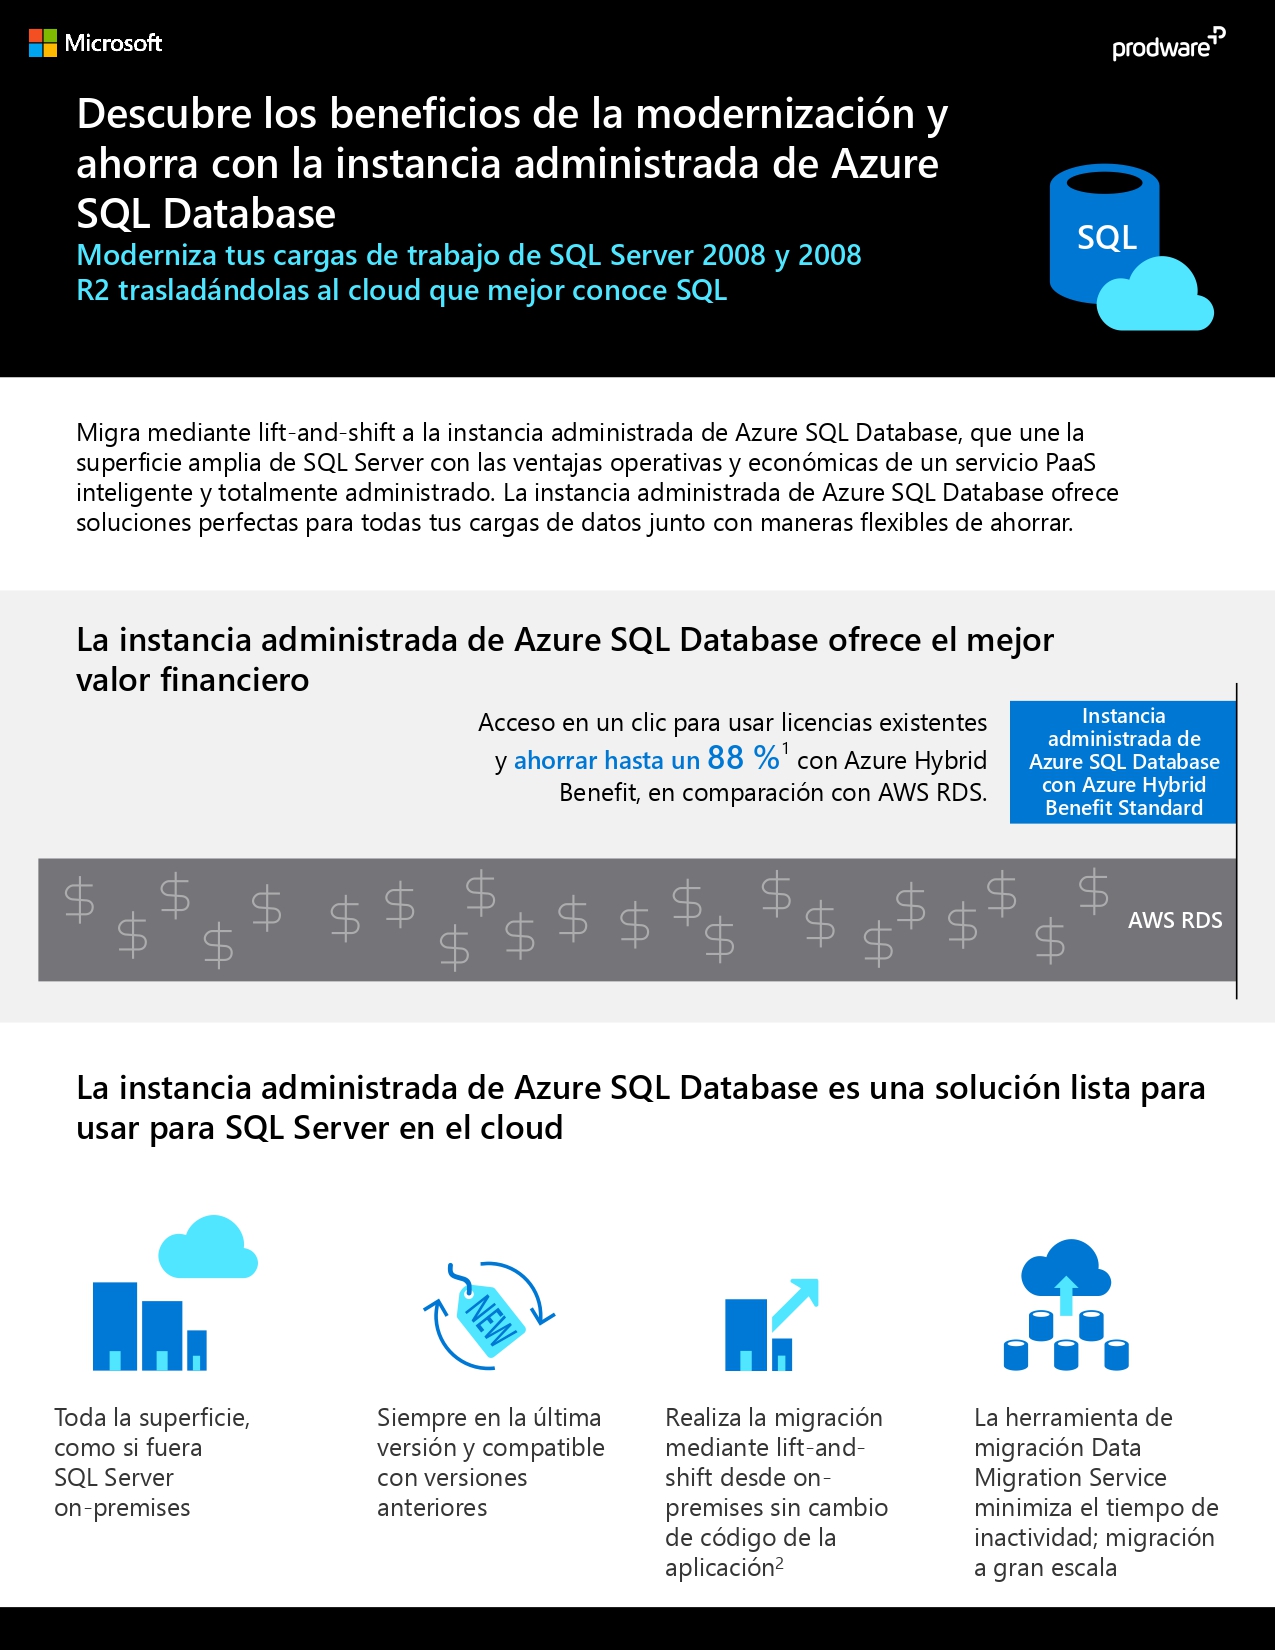 Microsoft
prodware
Descubre los beneficios de la modernización y
ahorra con la instancia administrada de Azure
SQL Database
Moderniza tus cargas de trabajo de SQL Server 2008 y 2008
R2 trasladándolas al cloud que mejor conoce SQL
SQL
Migra mediante lift-and-shift a la instancia administrada de Azure SQL Database, que une la
superficie amplia de SQL Server con las ventajas operativas y económicas de un servicio PaaS
inteligente y totalmente administrado. La instancia administrada de Azure SQL Database ofrece
soluciones perfectas para todas tus cargas de datos junto con maneras flexibles de ahorrar.
La instancia administrada de Azure SQL Database ofrece el mejor
valor financiero
Acceso en un clic para usar licencias existentes
y ahorrar hasta un 88 %¹ con Azure Hybrid
Benefit, en comparación con AWS RDS.
Instancia
administrada de
Azure SQL Database
con Azure Hybrid
Benefit Standard
AWS RDS
La instancia administrada de Azure SQL Database es una solución lista para
usar para SQL Server en el cloud
NEW
Toda la superficie,
como si fuera
SQL Server
on-premises
Siempre en la última
versión y compatible
con versiones
anteriores
Realiza la migración
mediante lift-and-
shift desde on-
premises sin cambio
de código de la
aplicación²
La herramienta de
migración Data
Migration Service
minimiza el tiempo de
inactividad; migración
a gran escala